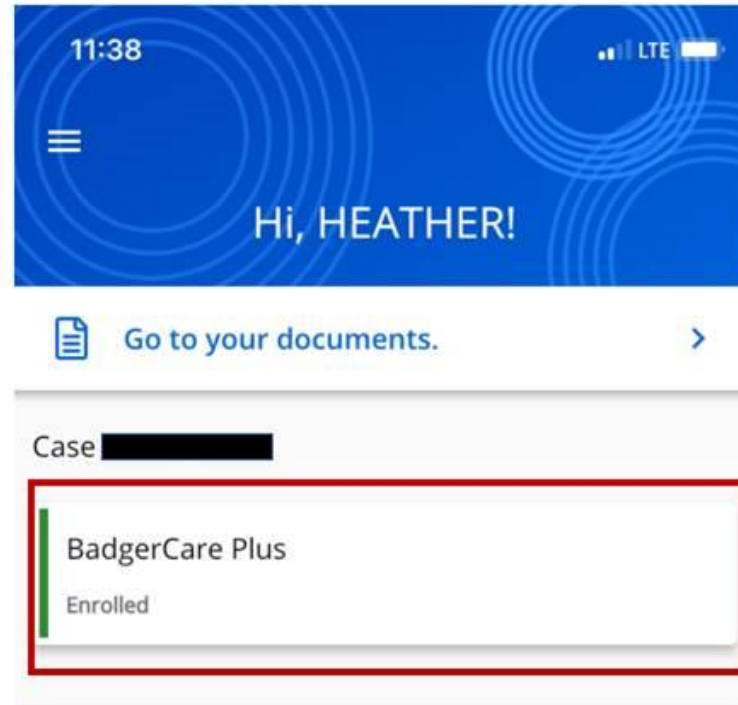 11:38 LTE
Hi, HEATHER!
Go to your documents.
Case
BadgerCare Plus
Enrolled